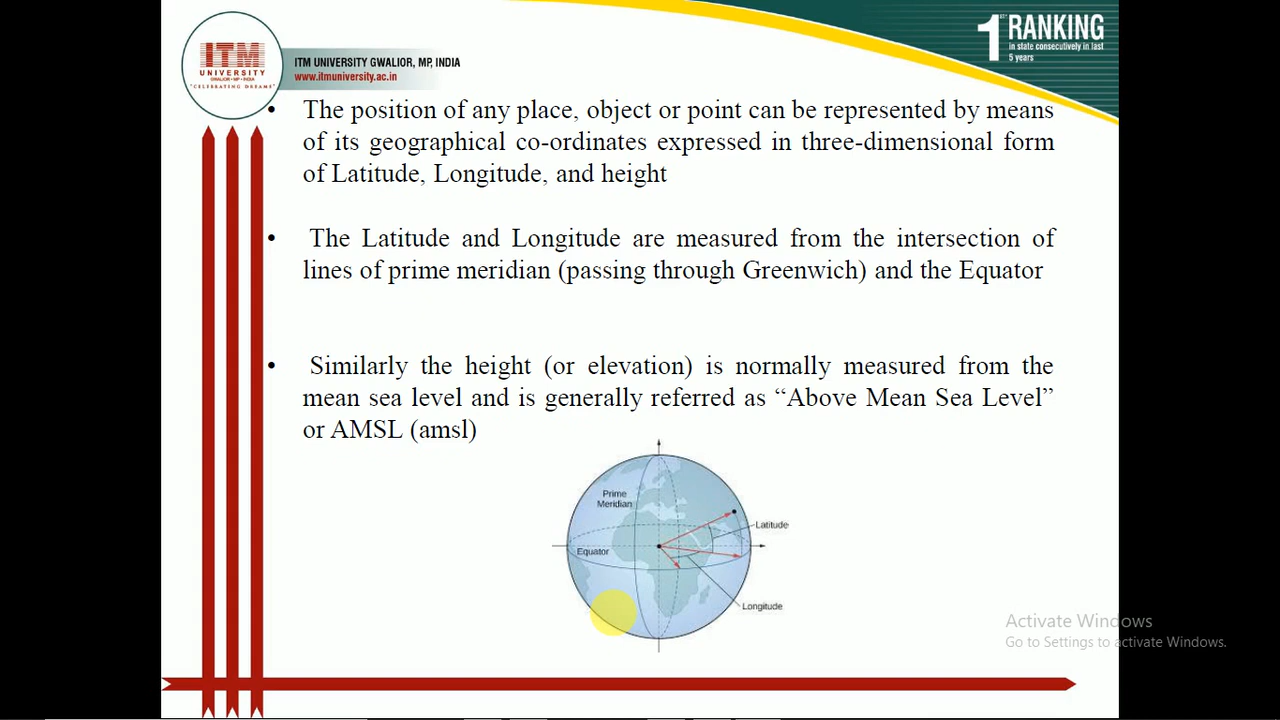 ITM
UNIVERSITY
GWALIOR • MP • INDIA
"CELEBRATING DREAMS"
ITM UNIVERSITY GWALIOR, MP, INDIA
www.itmuniversity.ac.in
1ST RANKING
in state consecutively in last
5 years
• The position of any place, object or point can be represented by means
of its geographical co-ordinates expressed in three-dimensional form
of Latitude, Longitude, and height
• The Latitude and Longitude are measured from the intersection of
lines of prime meridian (passing through Greenwich) and the Equator
• Similarly the height (or elevation) is normally measured from the
mean sea level and is generally referred as “Above Mean Sea Level”
or AMSL (amsl)
Prime
Meridian
Latitude
Equator
Longitude
Activate Windows
Go to Settings to activate Windows.